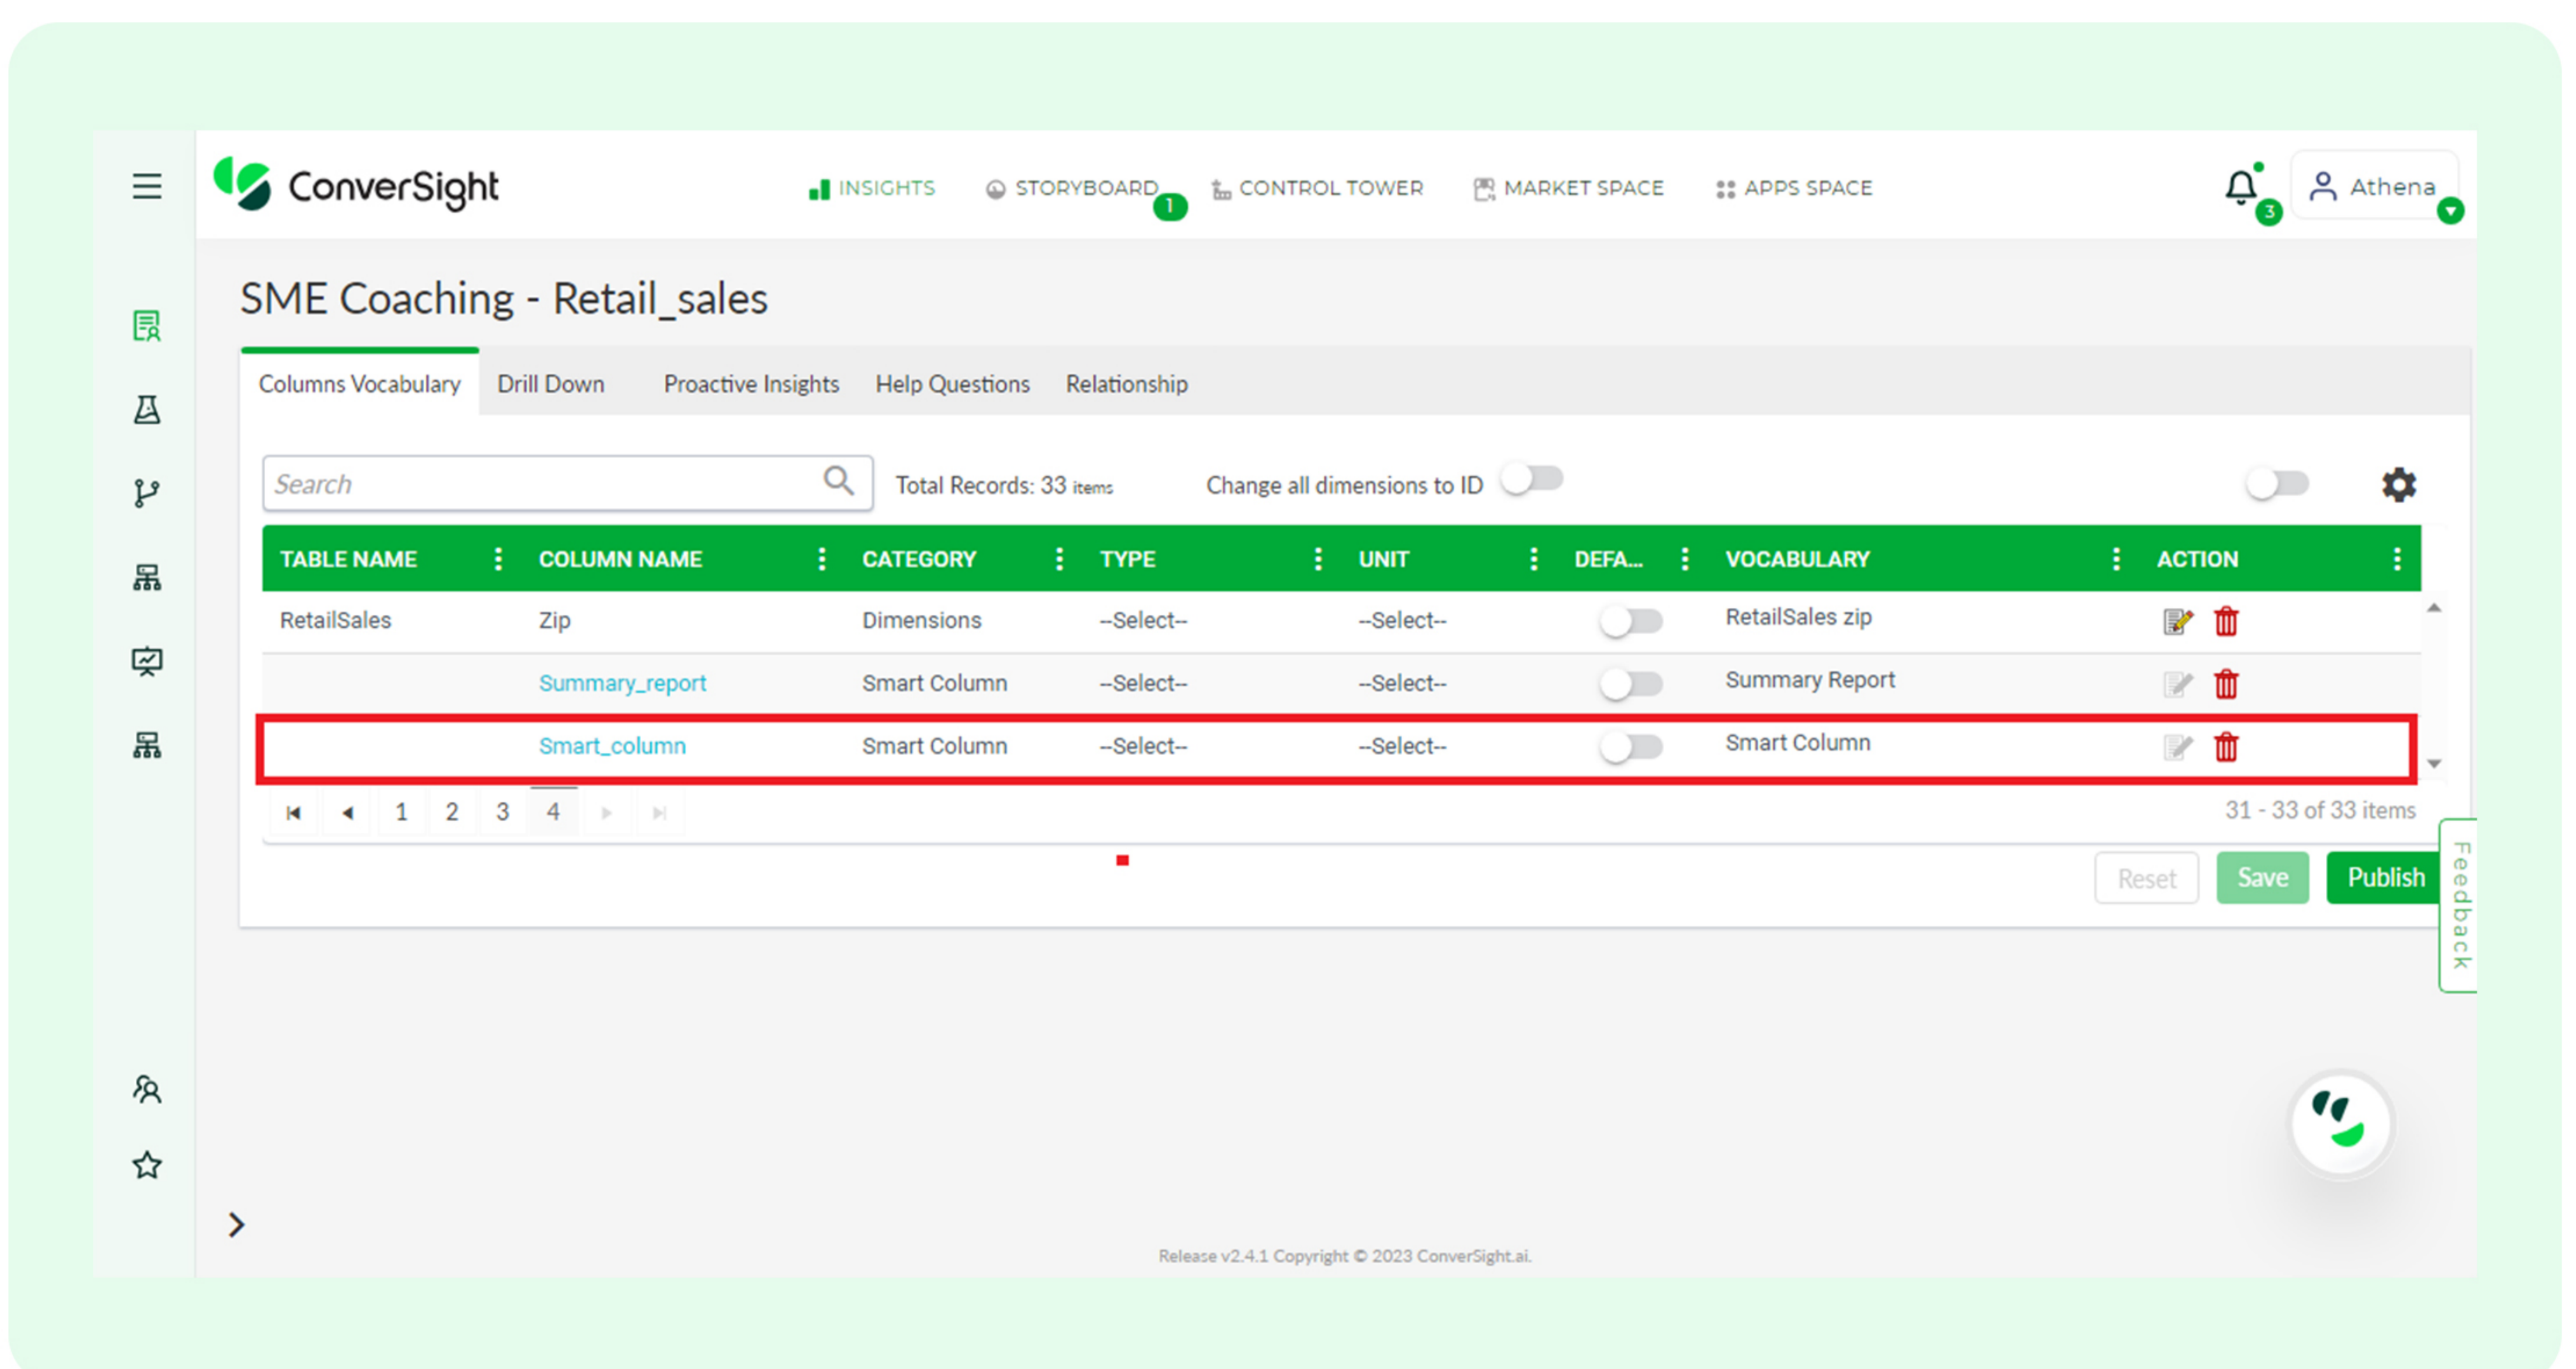 ConverSight
INSIGHTS STORYBOARD 1 CONTROL TOWER MARKET SPACE APPS SPACE 3 Athena
SME Coaching - Retail_sales
Columns Vocabulary Drill Down Proactive Insights Help Questions Relationship
Search Total Records: 33 items Change all dimensions to ID
TABLE NAME COLUMN NAME CATEGORY TYPE UNIT DEFA... VOCABULARY ACTION
RetailSales Zip Dimensions --Select-- --Select-- RetailSales zip
Summary_report Smart Column --Select-- --Select-- Summary Report
Smart_column Smart Column --Select-- --Select-- Smart Column
1 2 3 4 31 - 33 of 33 items
Reset Save Publish
Feedback
Release v2.4.1 Copyright © 2023 ConverSight.ai.